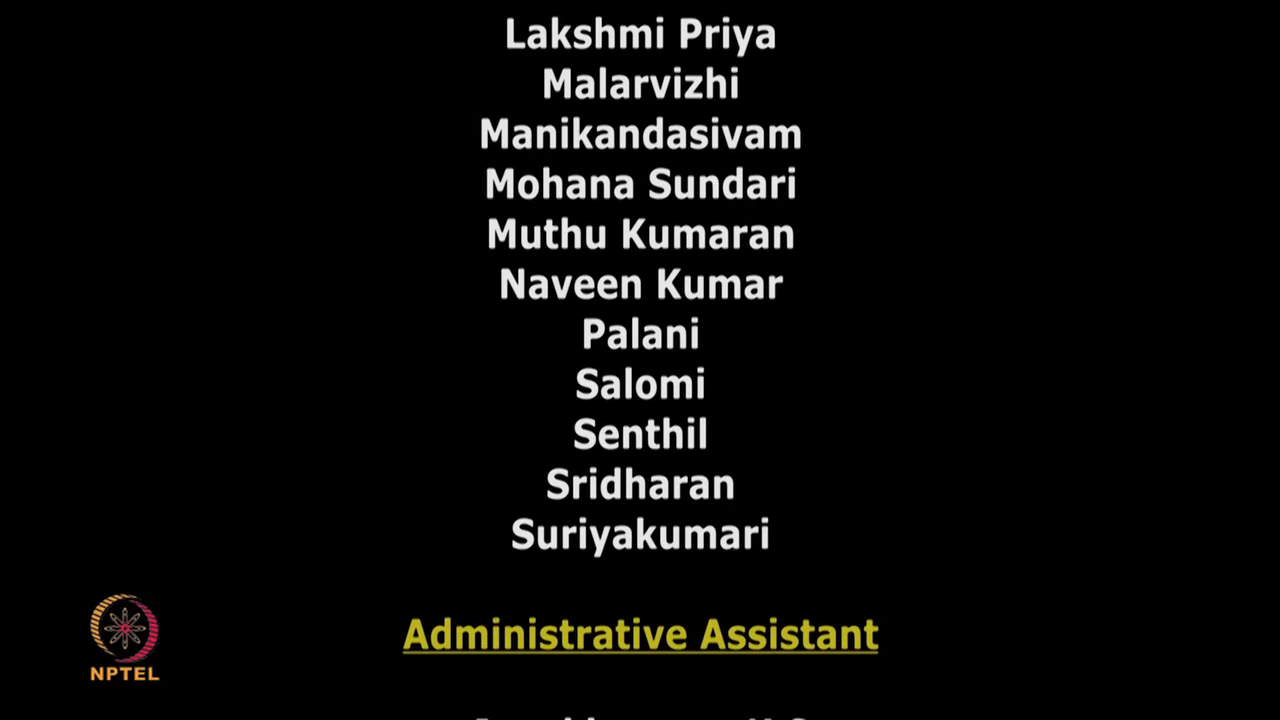 Lakshmi Priya
Malarvizhi
Manikandasivam
Mohana Sundari
Muthu Kumaran
Naveen Kumar
Palani
Salomi
Senthil
Sridharan
Suriyakumari
Administrative Assistant
NPTEL